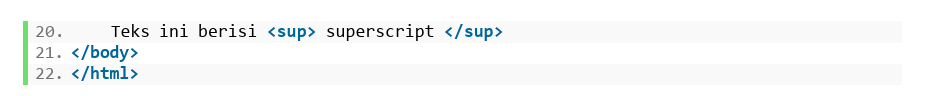 20.    Teks ini berisi <sup> superscript </sup>
21. </body>
22. </html>